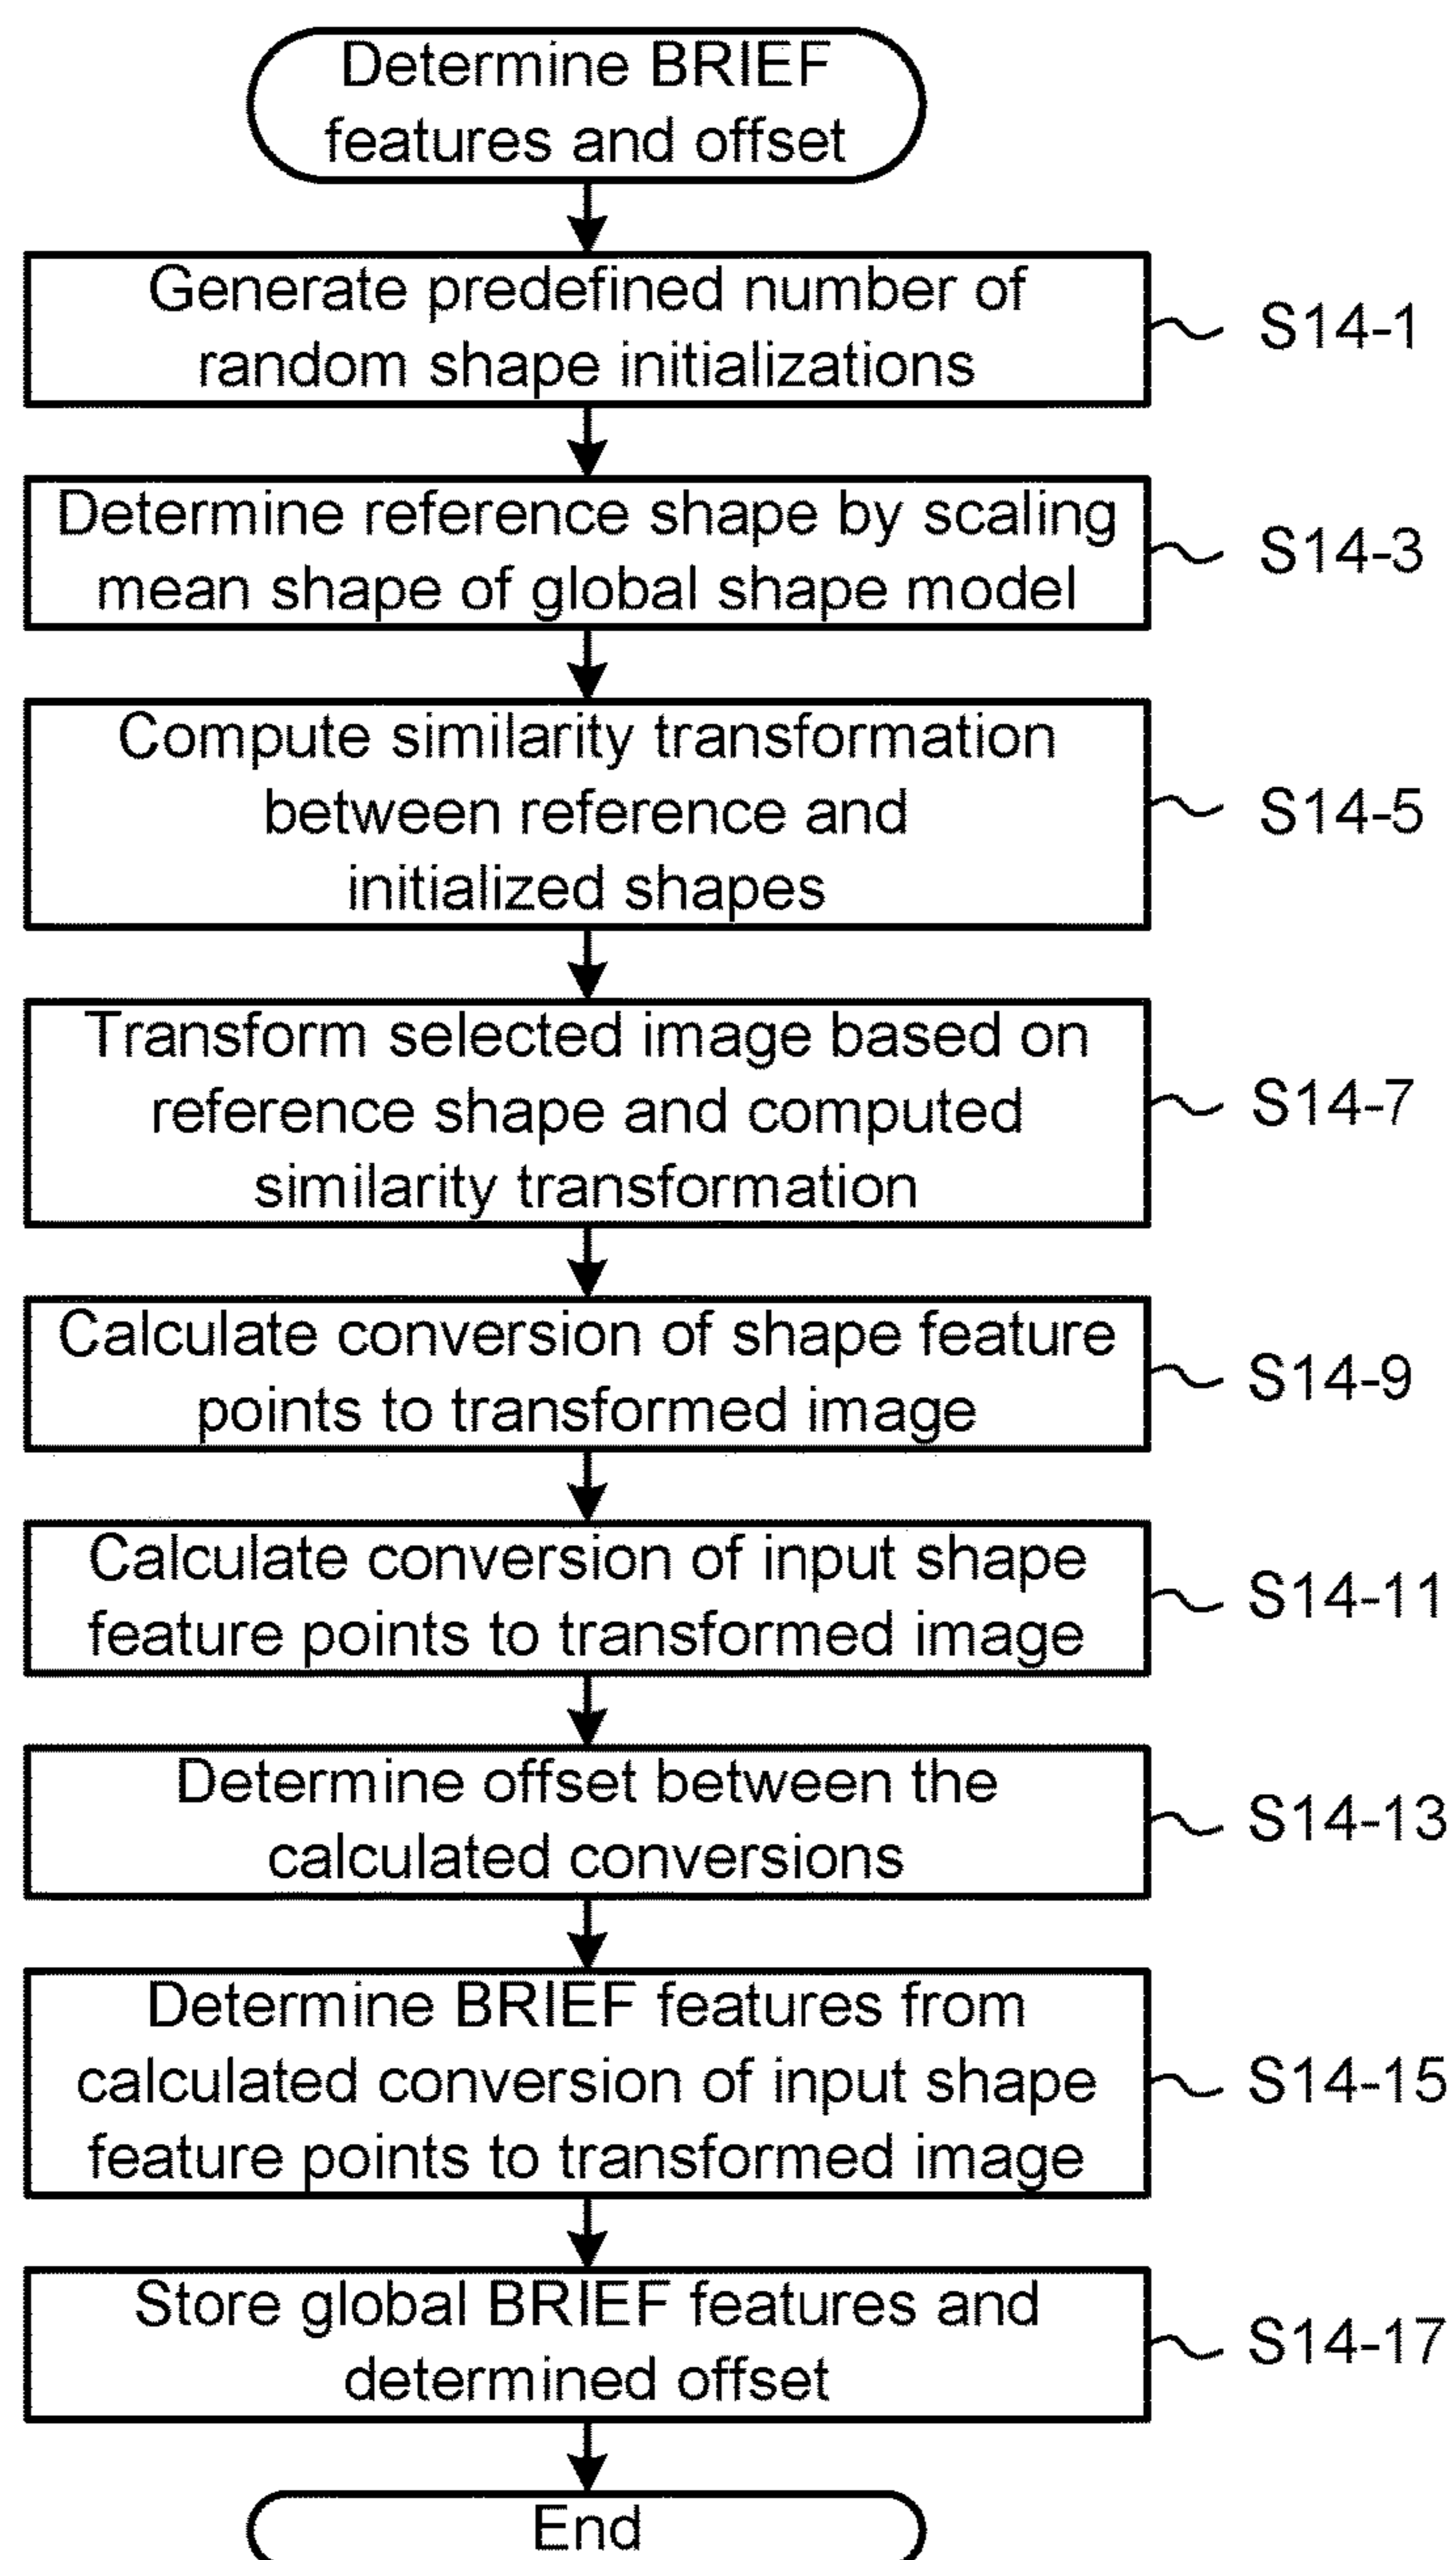 Determine BRIEF
features and offset
Generate predefined number of
random shape initializations
S14-1
Determine reference shape by scaling
mean shape of global shape model
S14-3
Compute similarity transformation
between reference and
initialized shapes
S14-5
Transform selected image based on
reference shape and computed
similarity transformation
S14-7
Calculate conversion of shape feature
points to transformed image
S14-9
Calculate conversion of input shape
feature points to transformed image
S14-11
Determine offset between the
calculated conversions
S14-13
Determine BRIEF features from
calculated conversion of input shape
feature points to transformed image
S14-15
Store global BRIEF features and
determined offset
S14-17
End